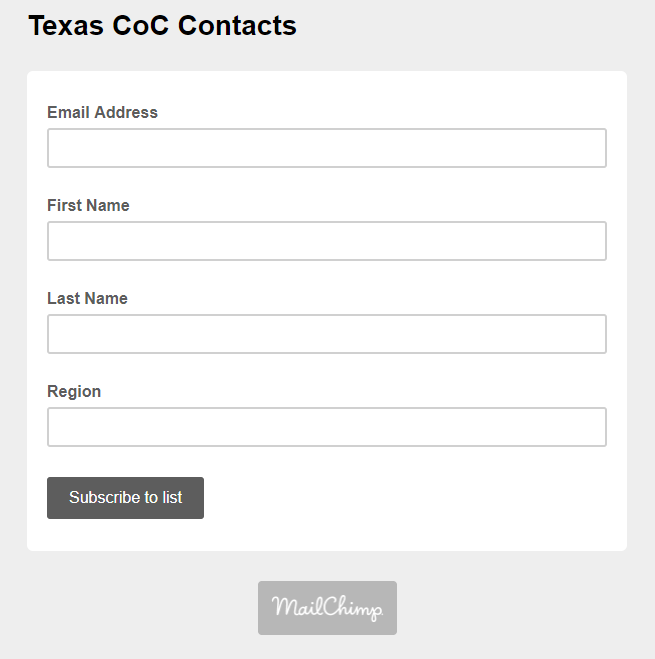 Texas CoC Contacts
Email Address
First Name
Last Name
Region
Subscribe to list
MailChimp